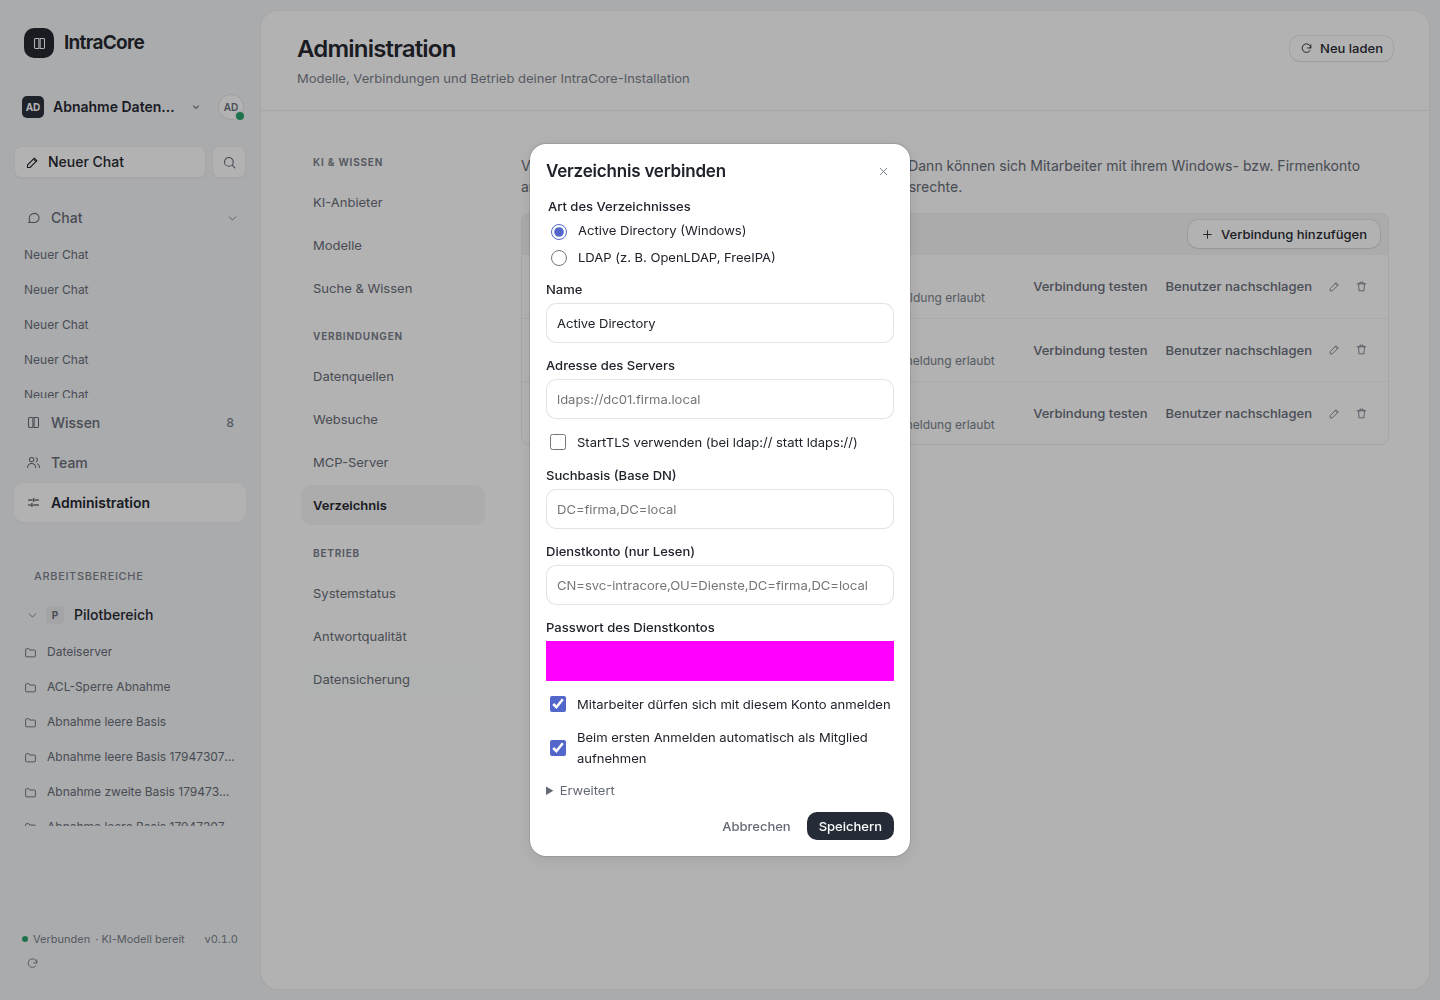 IntraCore
AD Abnahme Daten... AD
Neuer Chat
Chat
Neuer Chat
Neuer Chat
Neuer Chat
Neuer Chat
Neuer Chat
Wissen 8
Team
Administration
ARBEITSBEREICHE
P Pilotbereich
Dateiserver
ACL-Sperre Abnahme
Abnahme leere Basis
Abnahme leere Basis 17947307...
Abnahme zweite Basis 179473...
Abnahme leere Basis 17947307
Verbunden · KI-Modell bereit v0.1.0
Administration
Modelle, Verbindungen und Betrieb deiner IntraCore-Installation
Neu laden
KI & WISSEN
KI-Anbieter
Modelle
Suche & Wissen
VERBINDUNGEN
Datenquellen
Websuche
MCP-Server
Verzeichnis
BETRIEB
Systemstatus
Antwortqualität
Datensicherung
Dann können sich Mitarbeiter mit ihrem Windows- bzw. Firmenkonto
Verbindung hinzufügen
erlaubt Verbindung testen Benutzer nachschlagen
erlaubt Verbindung testen Benutzer nachschlagen
erlaubt Verbindung testen Benutzer nachschlagen
Verzeichnis verbinden
Art des Verzeichnisses
Active Directory (Windows)
LDAP (z. B. OpenLDAP, FreeIPA)
Name
Active Directory
Adresse des Servers
ldaps://dc01.firma.local
StartTLS verwenden (bei ldap:// statt ldaps://)
Suchbasis (Base DN)
DC=firma,DC=local
Dienstkonto (nur Lesen)
CN=svc-intracore,OU=Dienste,DC=firma,DC=local
Passwort des Dienstkontos
Mitarbeiter dürfen sich mit diesem Konto anmelden
Beim ersten Anmelden automatisch als Mitglied
aufnehmen
Erweitert
Abbrechen Speichern